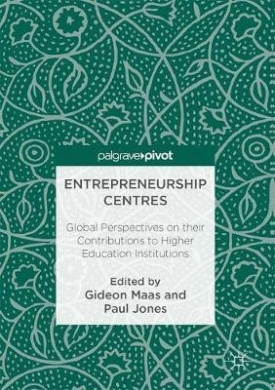 palgrave▸pivot
ENTREPRENEURSHIP
CENTRES
Global Perspectives on their
Contributions to Higher
Education Institutions
Edited by
Gideon Maas and
Paul Jones